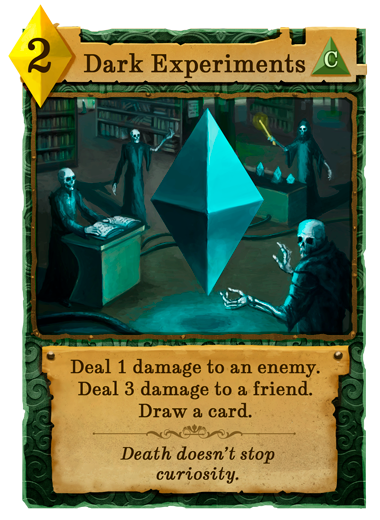 2
Dark Experiments
C
Deal 1 damage to an enemy.
Deal 3 damage to a friend.
Draw a card.
Death doesn't stop
curiosity.